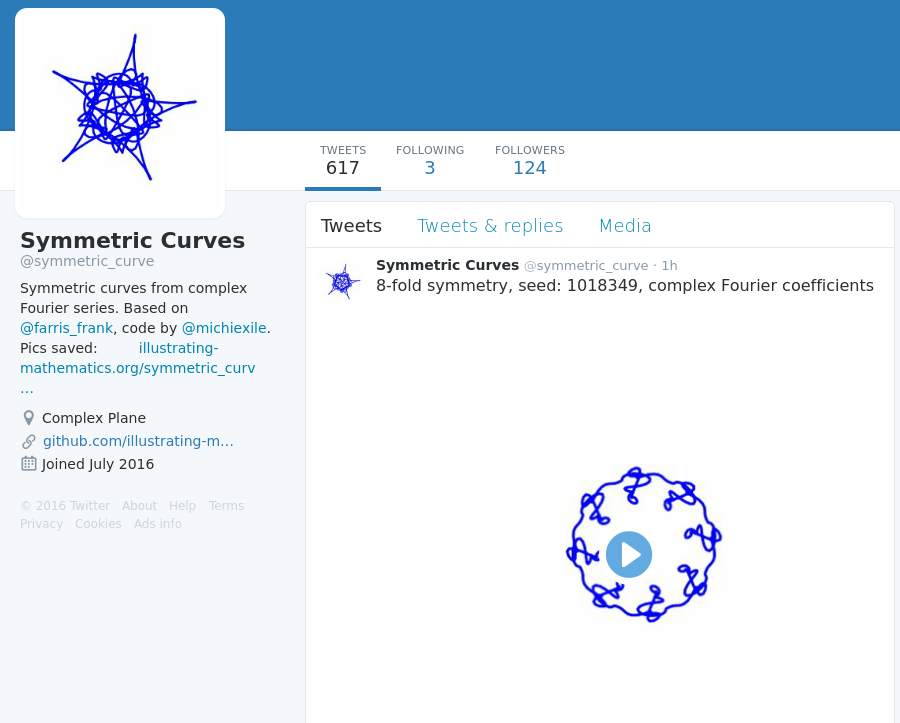 TWEETS FOLLOWING FOLLOWERS
617 3 124
Symmetric Curves
@symmetric_curve
Symmetric curves from complex
Fourier series. Based on
@farris_frank, code by @michiexile.
Pics saved: illustrating-
mathematics.org/symmetric_curv
…
Complex Plane
github.com/illustrating-m…
Joined July 2016
© 2016 Twitter About Help Terms
Privacy Cookies Ads info
Tweets Tweets & replies Media
Symmetric Curves @symmetric_curve · 1h
8-fold symmetry, seed: 1018349, complex Fourier coefficients